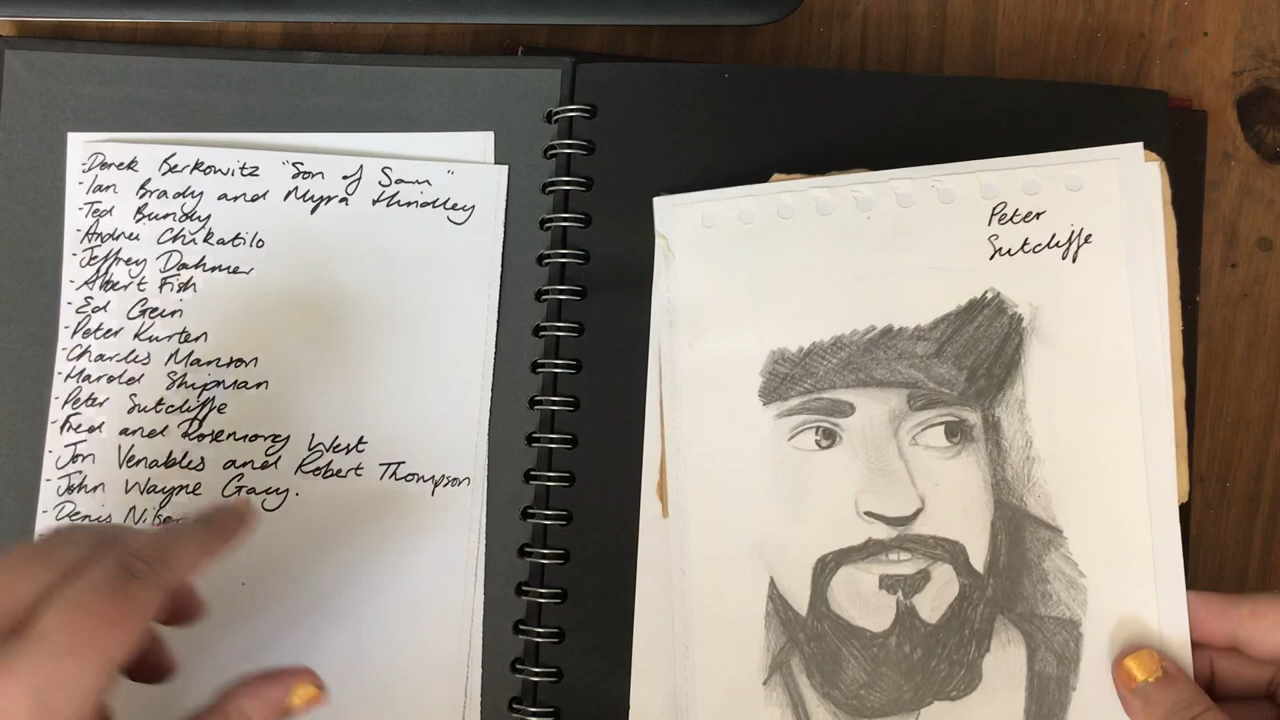 -Derek Berkowitz "Son of Sam"
-Ian Brady and Myra Hindley
-Ted Bundy
-Andrei Chikatilo
-Jeffrey Dahmer
-Albert Fish
-Ed Gein
-Peter Kurten
-Charles Manson
-Harold Shipman
-Peter Sutcliffe
-Fred and Rosemary West
-Jon Venables and Robert Thompson
-John Wayne Gacy.
-Denis Nilsen
Peter
Sutcliffe